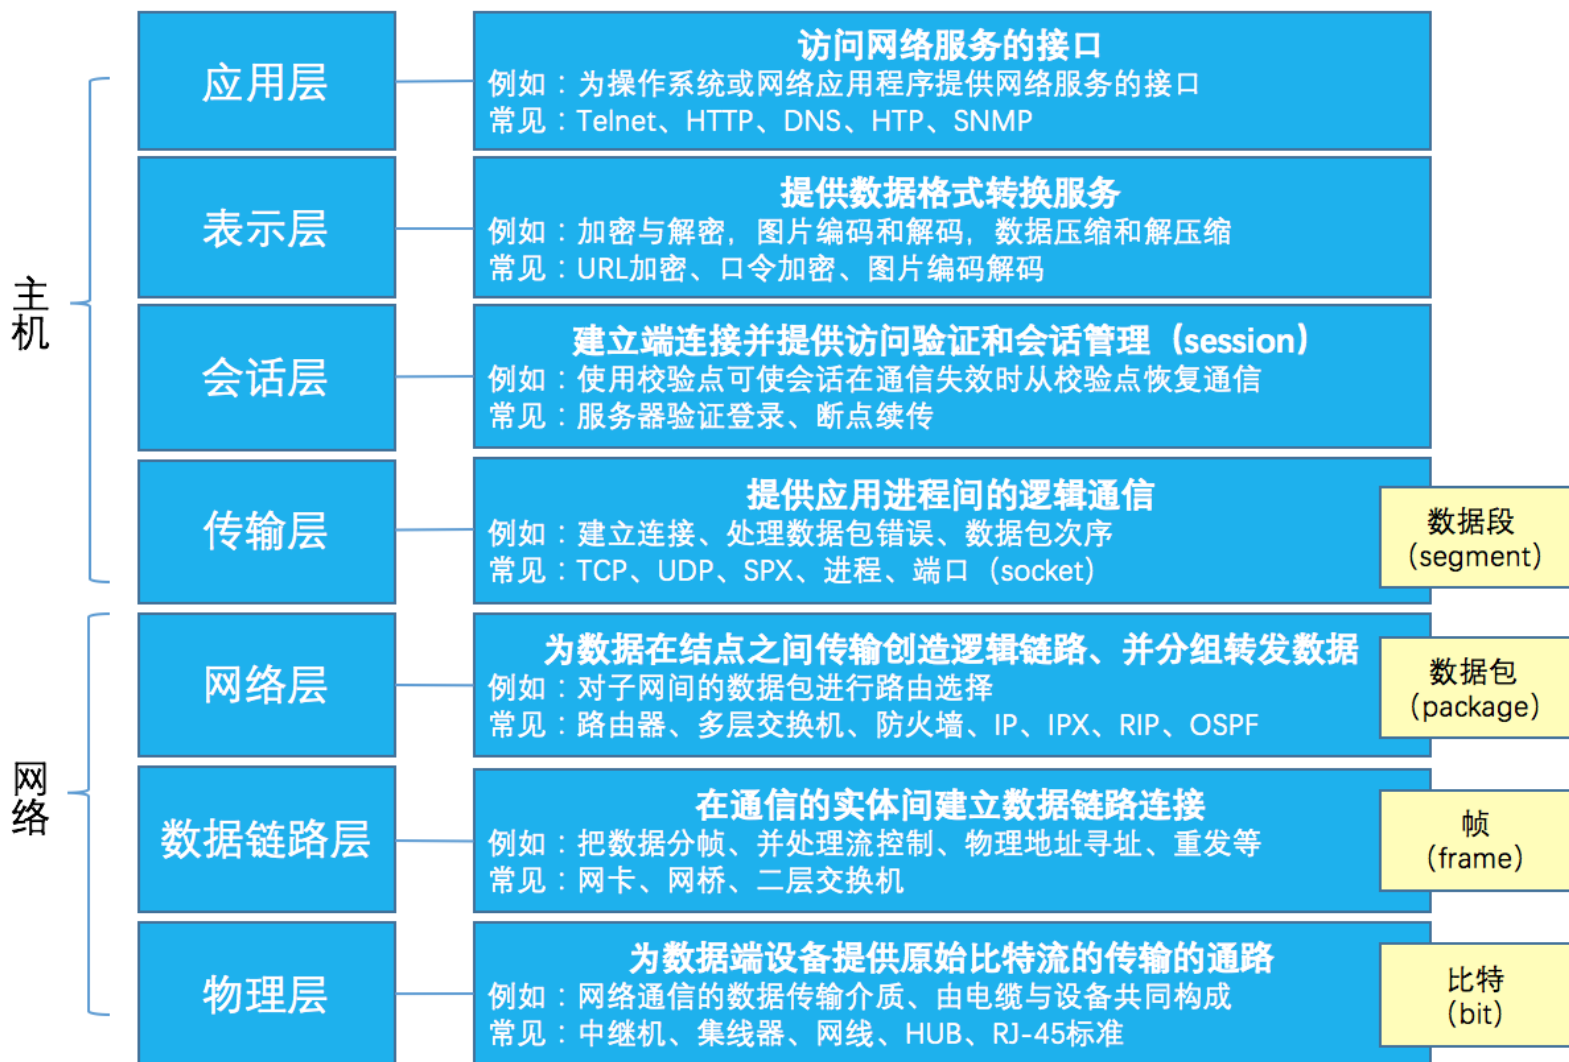 应用层
访问网络服务的接口
例如：为操作系统或网络应用程序提供网络服务的接口
常见：Telnet、HTTP、DNS、HTP、SNMP
表示层
提供数据格式转换服务
例如：加密与解密，图片编码和解码，数据压缩和解压缩
常见：URL加密、口令加密、图片编码解码
主
机
会话层
建立端连接并提供访问验证和会话管理（session）
例如：使用校验点可使会话在通信失效时从校验点恢复通信
常见：服务器验证登录、断点续传
传输层
提供应用进程间的逻辑通信
例如：建立连接、处理数据包错误、数据包次序
常见：TCP、UDP、SPX、进程、端口（socket）
数据段
（segment）
网络层
为数据在结点之间传输创造逻辑链路、并分组转发数据
例如：对子网间的数据包进行路由选择
常见：路由器、多层交换机、防火墙、IP、IPX、RIP、OSPF
数据包
（package）
网
络
数据链路层
在通信的实体间建立数据链路连接
例如：把数据分帧、并处理流控制、物理地址寻址、重发等
常见：网卡、网桥、二层交换机
帧
（frame）
物理层
为数据端设备提供原始比特流的传输的通路
例如：网络通信的数据传输介质、由电缆与设备共同构成
常见：中继机、集线器、网线、HUB、RJ-45标准
比特
（bit）